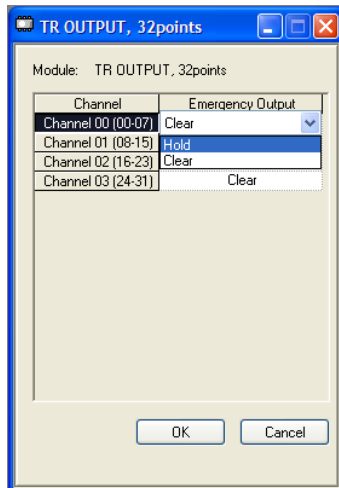 TR OUTPUT, 32points
Module: TR OUTPUT, 32points
Channel Emergency Output
Channel 00 (00-07) Clear
Channel 01 (08-15) Hold
Channel 02 (16-23) Clear
Channel 03 (24-31) Clear
OK Cancel